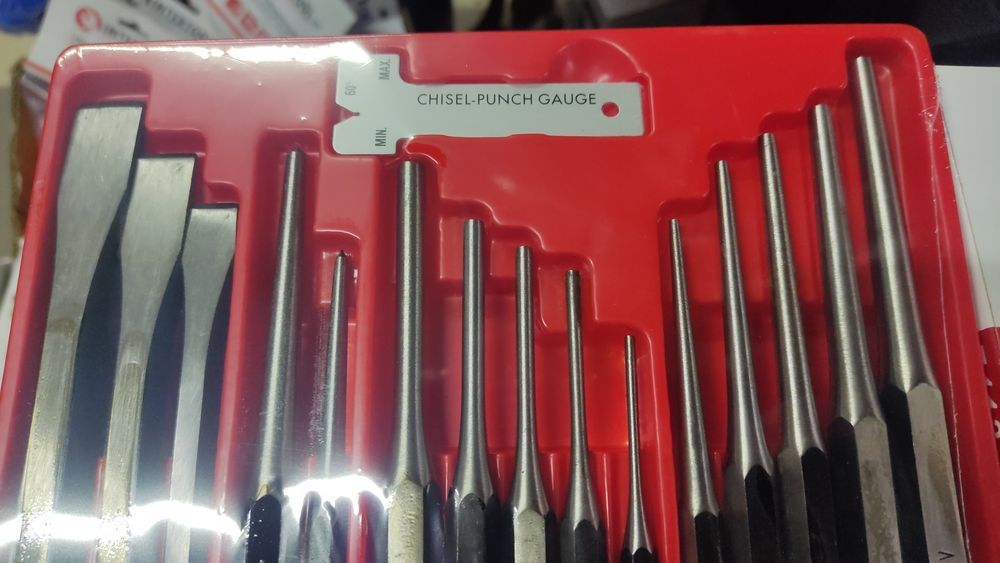 MAX.
60°
CHISEL-PUNCH GAUGE
MIN.
V